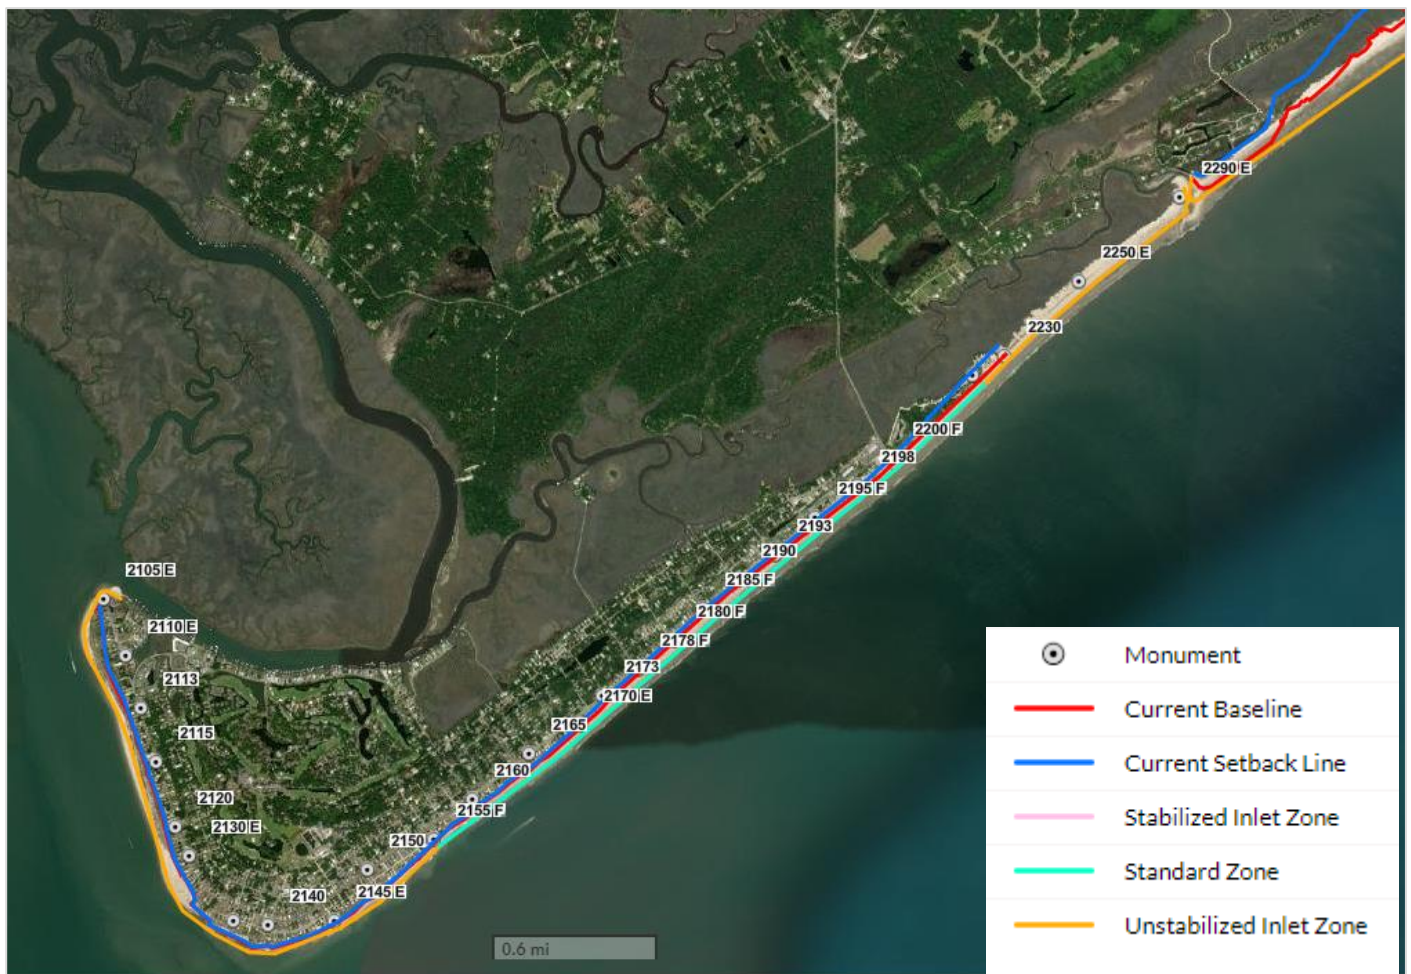 2290 E
2250 E
2230
2200 F
2198
2195 F
2193
2190
2185 F
2105 E
2180 F
2110 E
2178 F
2173
2113
2170 E
2165
2115
2160
2120
2155 F
2130 E
2150
2145 E
2140
0.6 mi
Monument
Current Baseline
Current Setback Line
Stabilized Inlet Zone
Standard Zone
Unstabilized Inlet Zone